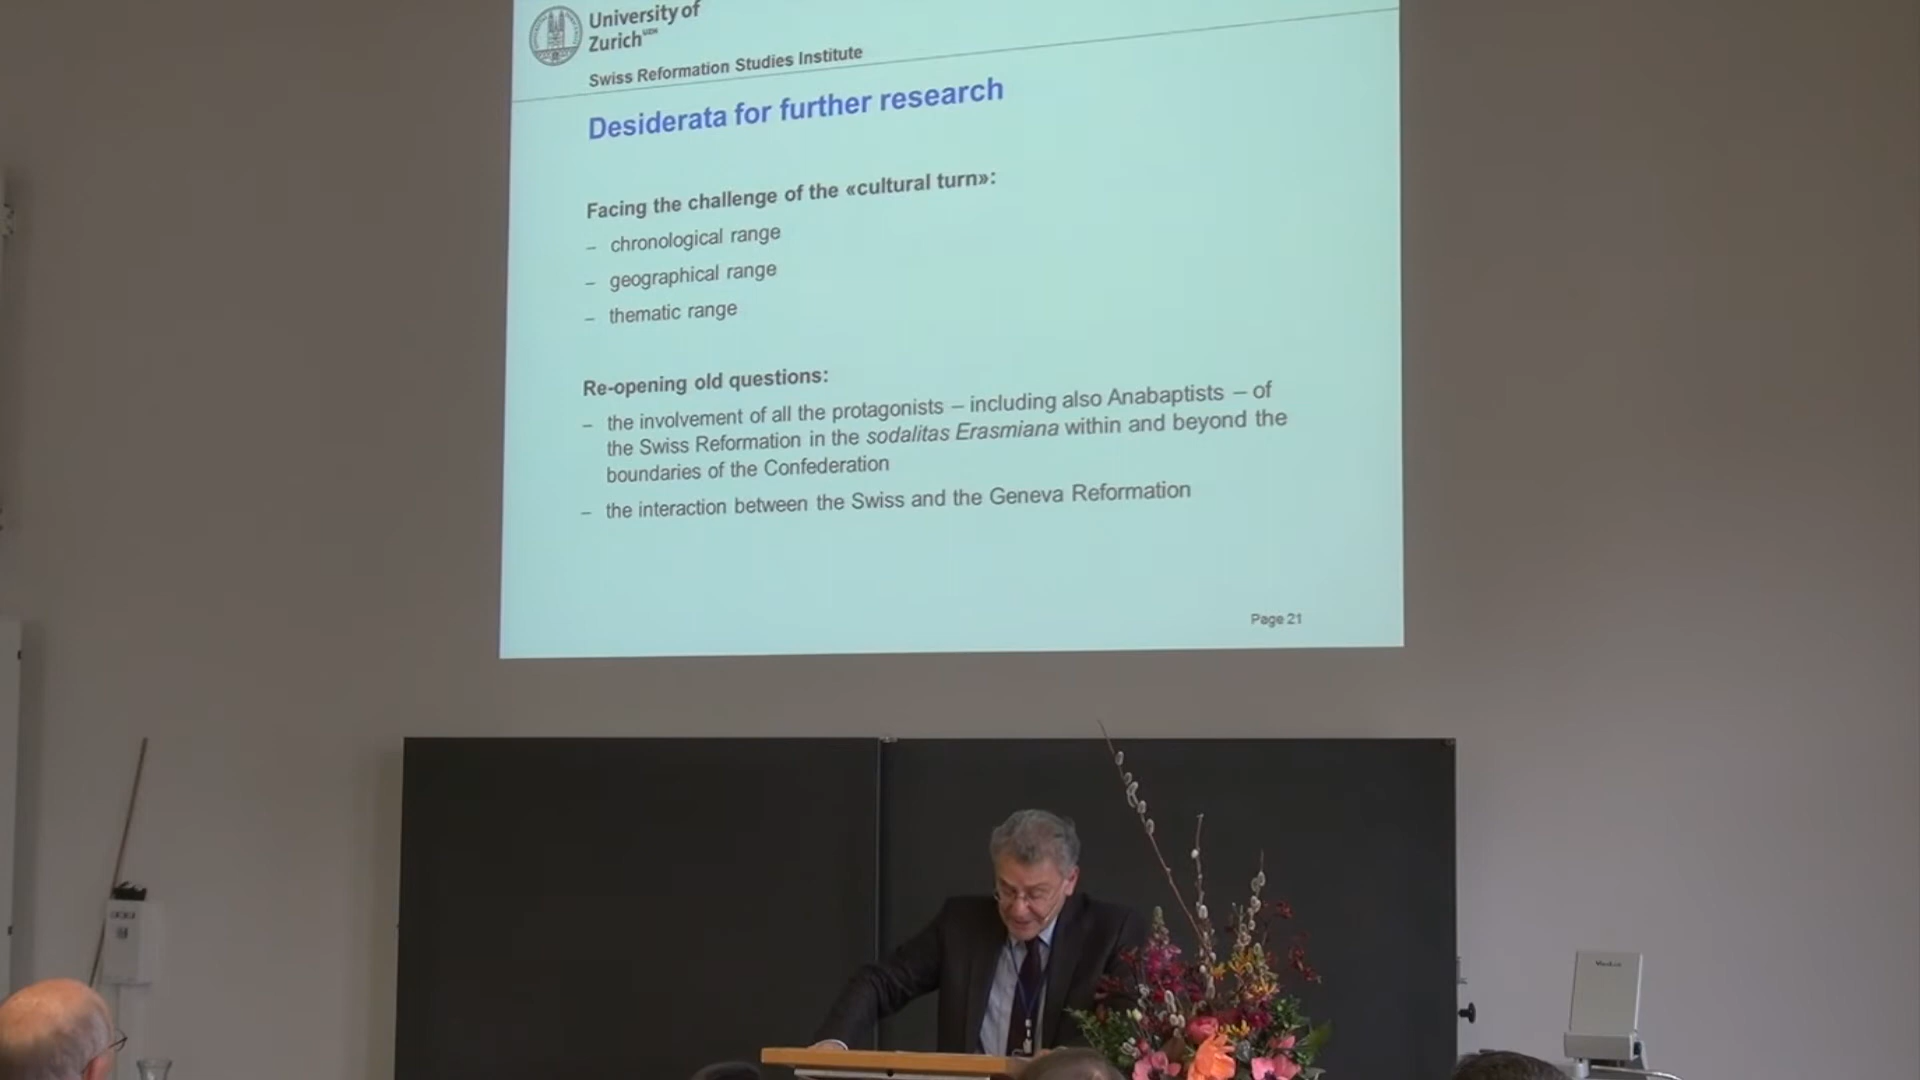 University of
Zurich UZH
Swiss Reformation Studies Institute
Desiderata for further research
Facing the challenge of the «cultural turn»:
– chronological range
– geographical range
– thematic range
Re-opening old questions:
– the involvement of all the protagonists – including also Anabaptists – of
the Swiss Reformation in the sodalitas Erasmiana within and beyond the
boundaries of the Confederation
– the interaction between the Swiss and the Geneva Reformation
Page 21